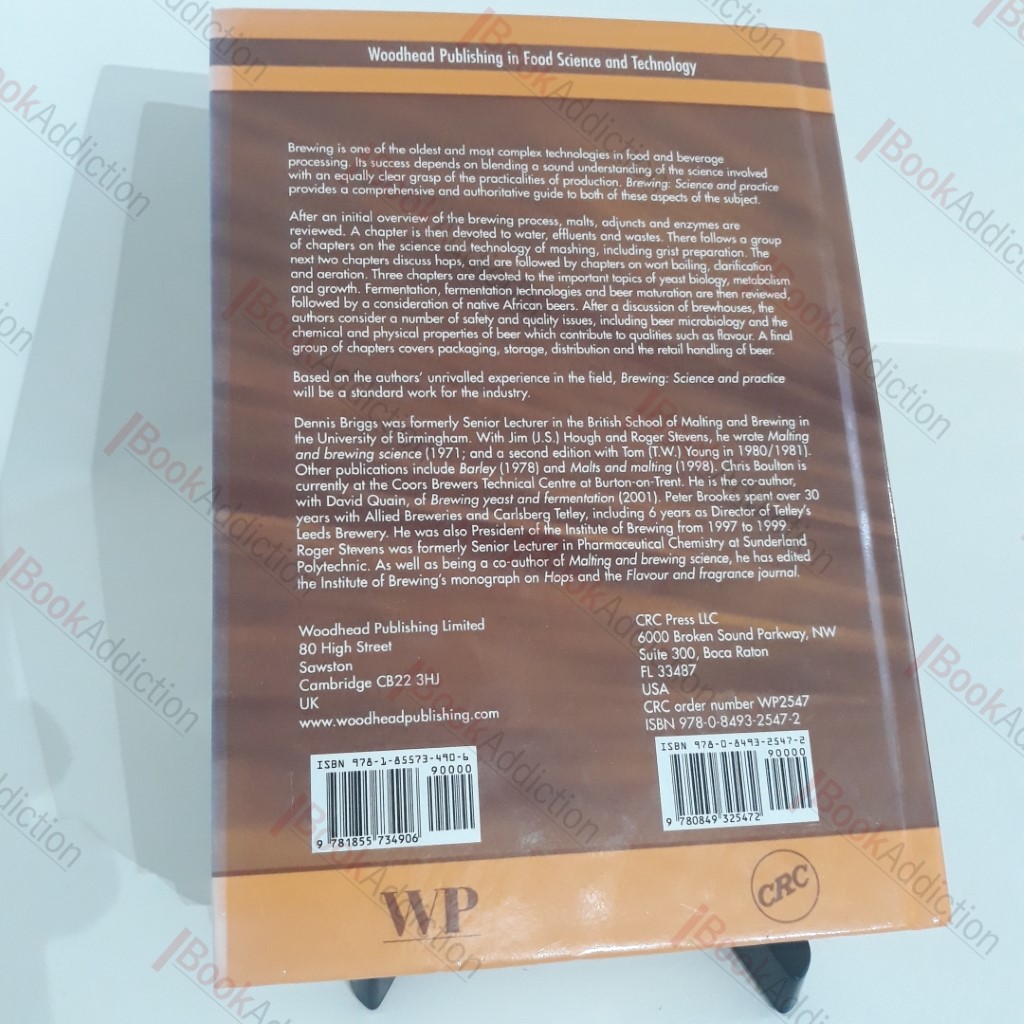 Woodhead Publishing in Food Science and Technology
Brewing is one of the oldest and most complex technologies in food and beverage
processing. Its success depends on blending a sound understanding of the science involved
with an equally clear grasp of the practicalities of production. Brewing: Science and practice
provides a comprehensive and authoritative guide to both of these aspects of the subject.
After an initial overview of the brewing process, malts, adjuncts and enzymes are
reviewed. A chapter is then devoted to water, effluents and wastes. There follows a group
of chapters on the science and technology of mashing, including grist preparation. The
next two chapters discuss hops, and are followed by chapters on wort boiling, clarification
and aeration. Three chapters are devoted to the important topics of yeast biology, metabolism
and growth. Fermentation, fermentation technologies and beer maturation are then reviewed,
followed by a consideration of native African beers. After a discussion of brewhouses, the
authors consider a number of safety and quality issues, including beer microbiology and the
chemical and physical properties of beer which contribute to qualities such as flavour. A final
group of chapters covers packaging, storage, distribution and the retail handling of beer.
Based on the authors' unrivalled experience in the field, Brewing: Science and practice
will be a standard work for the industry.
Dennis Briggs was formerly Senior Lecturer in the British School of Malting and Brewing in
the University of Birmingham. With Jim (J.S.) Hough and Roger Stevens, he wrote Malting
and brewing science (1971; and a second edition with Tom (T.W.) Young in 1980/1981).
Other publications include Barley (1978) and Malts and malting (1998). Chris Boulton is
currently at the Coors Brewers Technical Centre at Burton-on-Trent. He is the co-author,
with David Quain, of Brewing yeast and fermentation (2001). Peter Brookes spent over 30
years with Allied Breweries and Carlsberg Tetley, including 6 years as Director of Tetley's
Leeds Brewery. He was also President of the Institute of Brewing from 1997 to 1999.
Roger Stevens was formerly Senior Lecturer in Pharmaceutical Chemistry at Sunderland
Polytechnic. As well as being a co-author of Malting and brewing science, he has edited
the Institute of Brewing's monograph on Hops and the Flavour and fragrance journal.
Woodhead Publishing Limited
80 High Street
Sawston
Cambridge CB22 3HJ
UK
www.woodheadpublishing.com
CRC Press LLC
6000 Broken Sound Parkway, NW
Suite 300, Boca Raton
FL 33487
USA
CRC order number WP2547
ISBN 978-0-8493-2547-2
ISBN 978-1-85573-490-6
90000
9 781855 734906
ISBN 978-0-8493-2547-2
90000
9 780849 325472
WP
CRC
BookAddiction